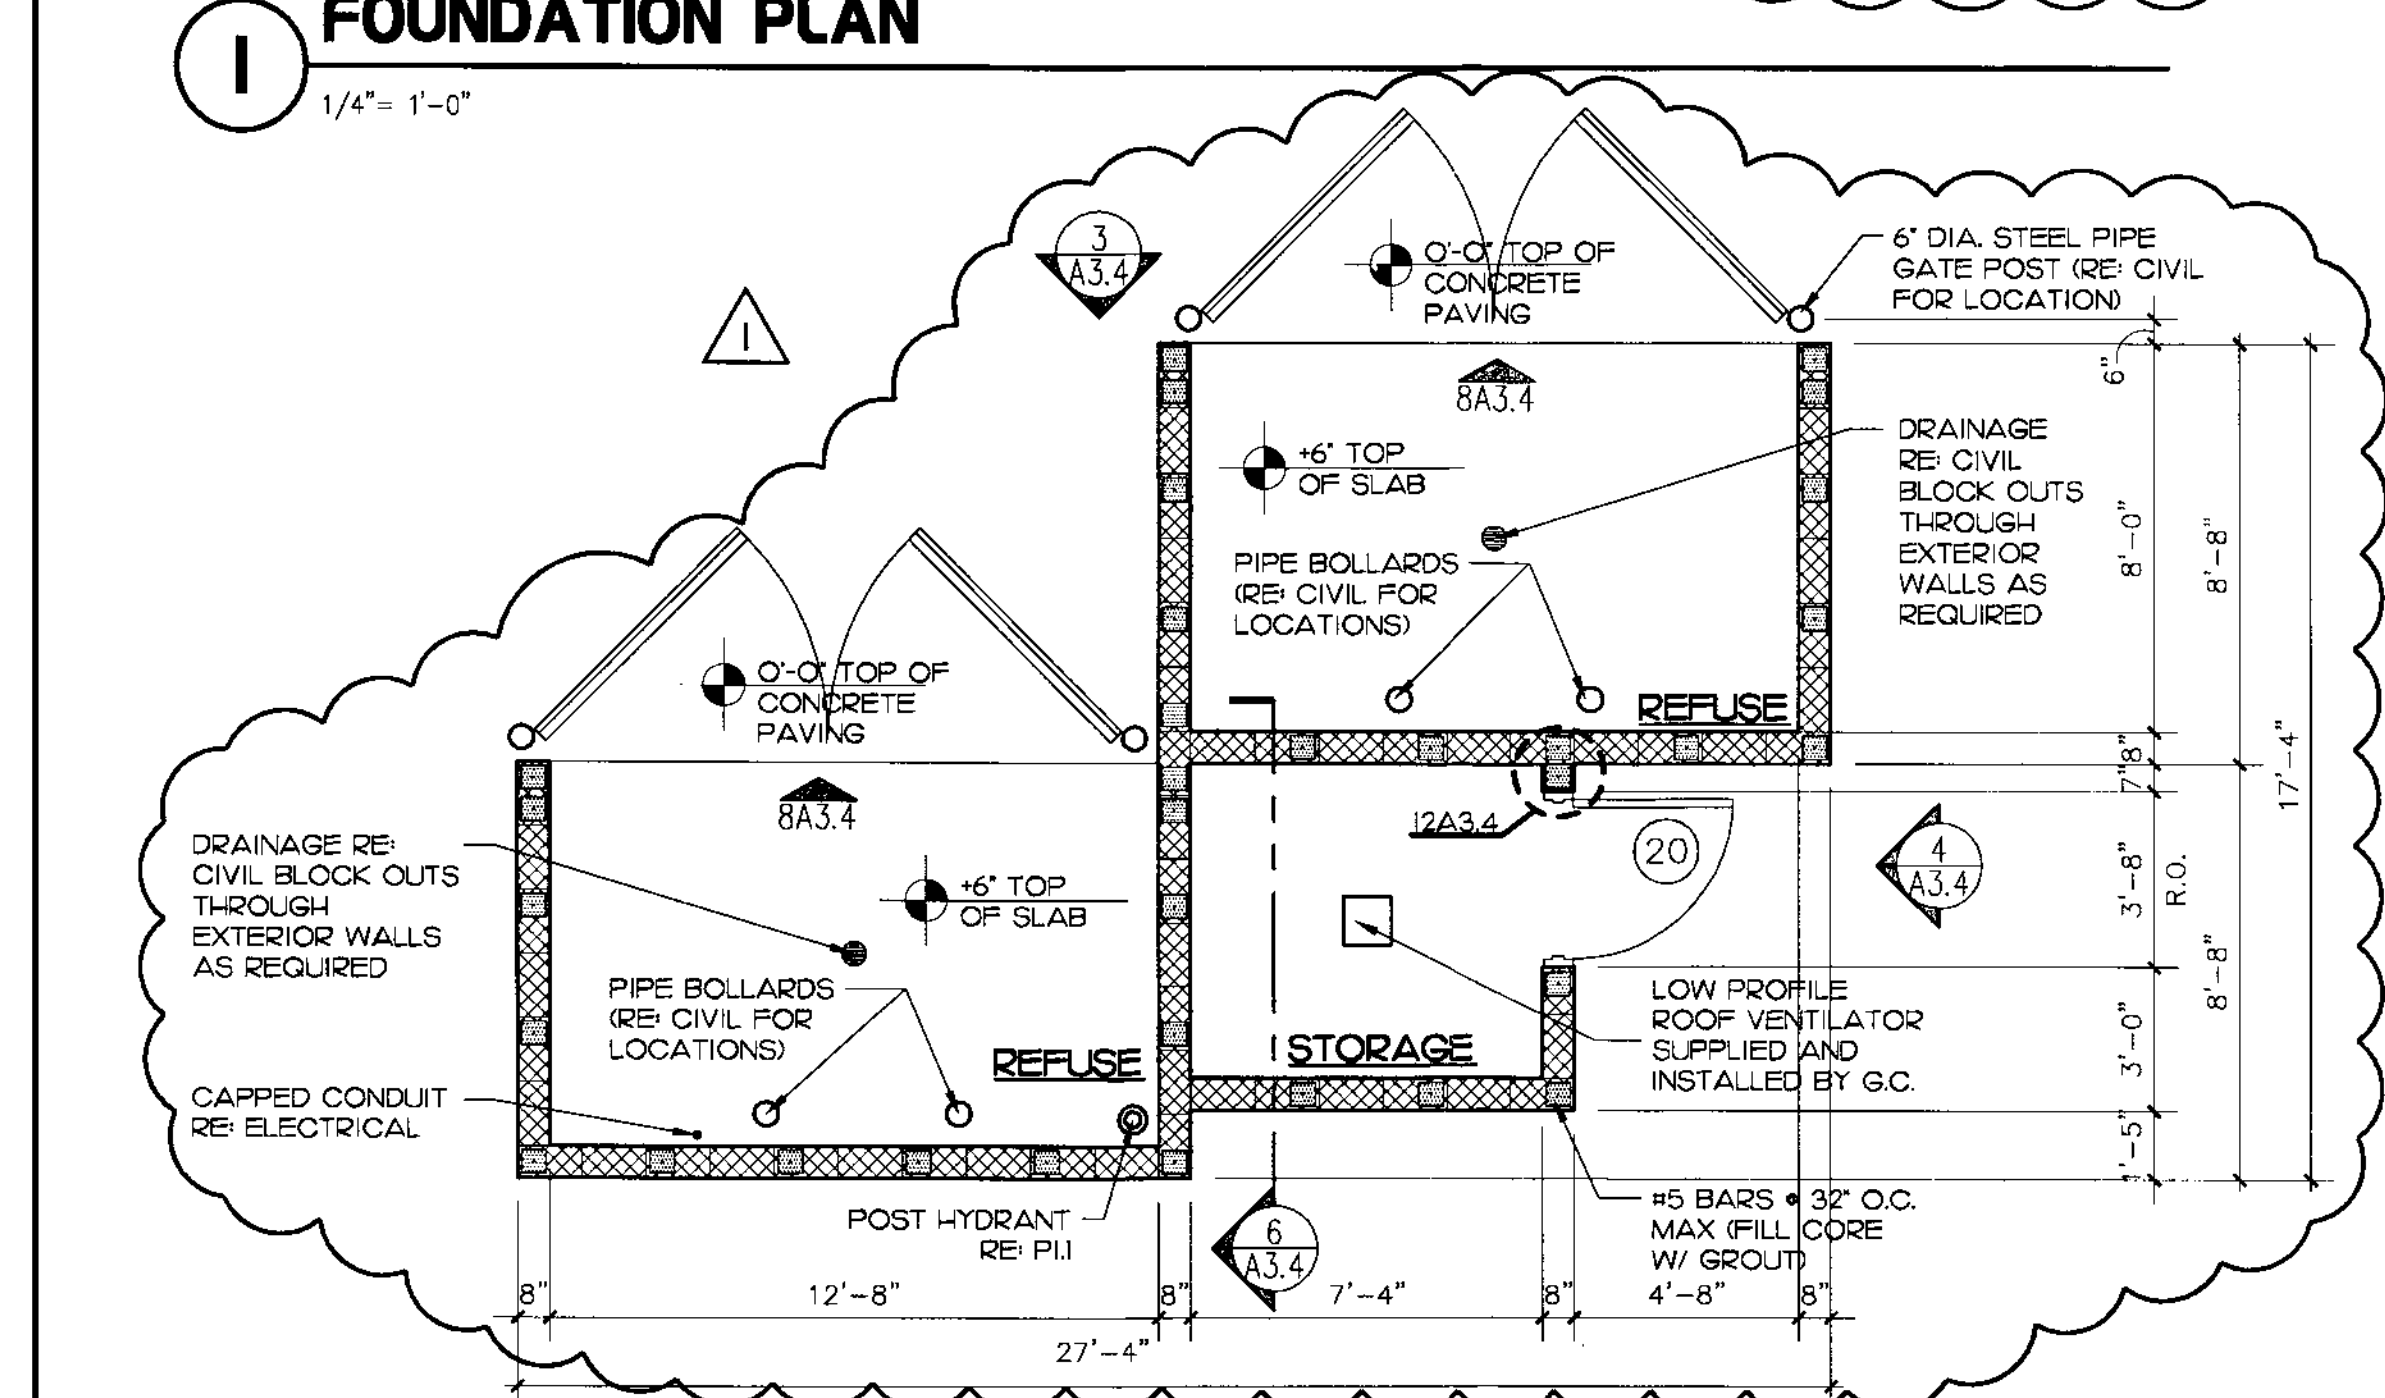 FOUNDATION PLAN
1
1/4"= 1'-0"
3
A3.4
1
0'-0" TOP OF
CONCRETE
PAVING
6" DIA. STEEL PIPE
GATE POST (RE: CIVIL
FOR LOCATION)
6"
8A3.4
+6" TOP
OF SLAB
DRAINAGE
RE: CIVIL
BLOCK OUTS
THROUGH
EXTERIOR
WALLS AS
REQUIRED
8'-0"
8'-8"
PIPE BOLLARDS
(RE: CIVIL FOR
LOCATIONS)
REFUSE
0'-0" TOP OF
CONCRETE
PAVING
8"
7"
17'-4"
8A3.4
12A3.4
20
4
A3.4
3'-8"
R.O.
DRAINAGE RE:
CIVIL BLOCK OUTS
THROUGH
EXTERIOR WALLS
AS REQUIRED
+6" TOP
OF SLAB
8'-8"
PIPE BOLLARDS
(RE: CIVIL FOR
LOCATIONS)
REFUSE
STORAGE
LOW PROFILE
ROOF VENTILATOR
SUPPLIED AND
INSTALLED BY G.C.
3'-0"
CAPPED CONDUIT
RE: ELECTRICAL
1'-5"
POST HYDRANT
RE: P1.1
6
A3.4
#5 BARS @ 32" O.C.
MAX (FILL CORE
W/ GROUT)
8"
12'-8"
8"
7'-4"
8"
4'-8"
8"
27'-4"